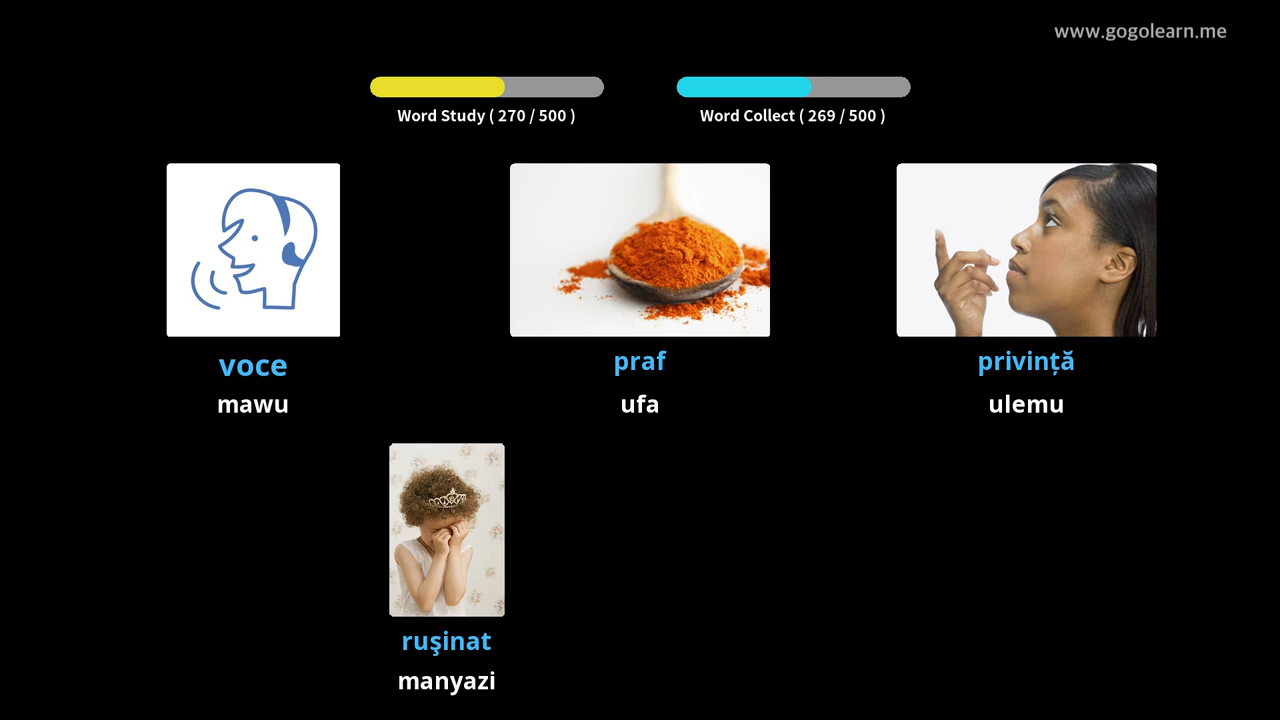 www.gogolearn.me
Word Study ( 270 / 500 )
Word Collect ( 269 / 500 )
voce
praf
privință
mawu
ufa
ulemu
ruşinat
manyazi